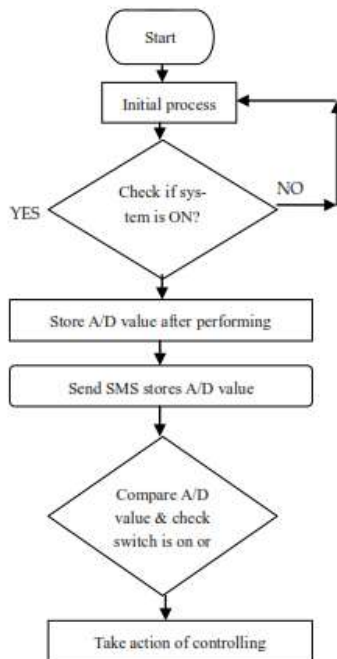 Start
Initial process
Check if sys-
tem is ON?
NO
YES
Store A/D value after performing
Send SMS stores A/D value
Compare A/D
value & check
switch is on or
Take action of controlling